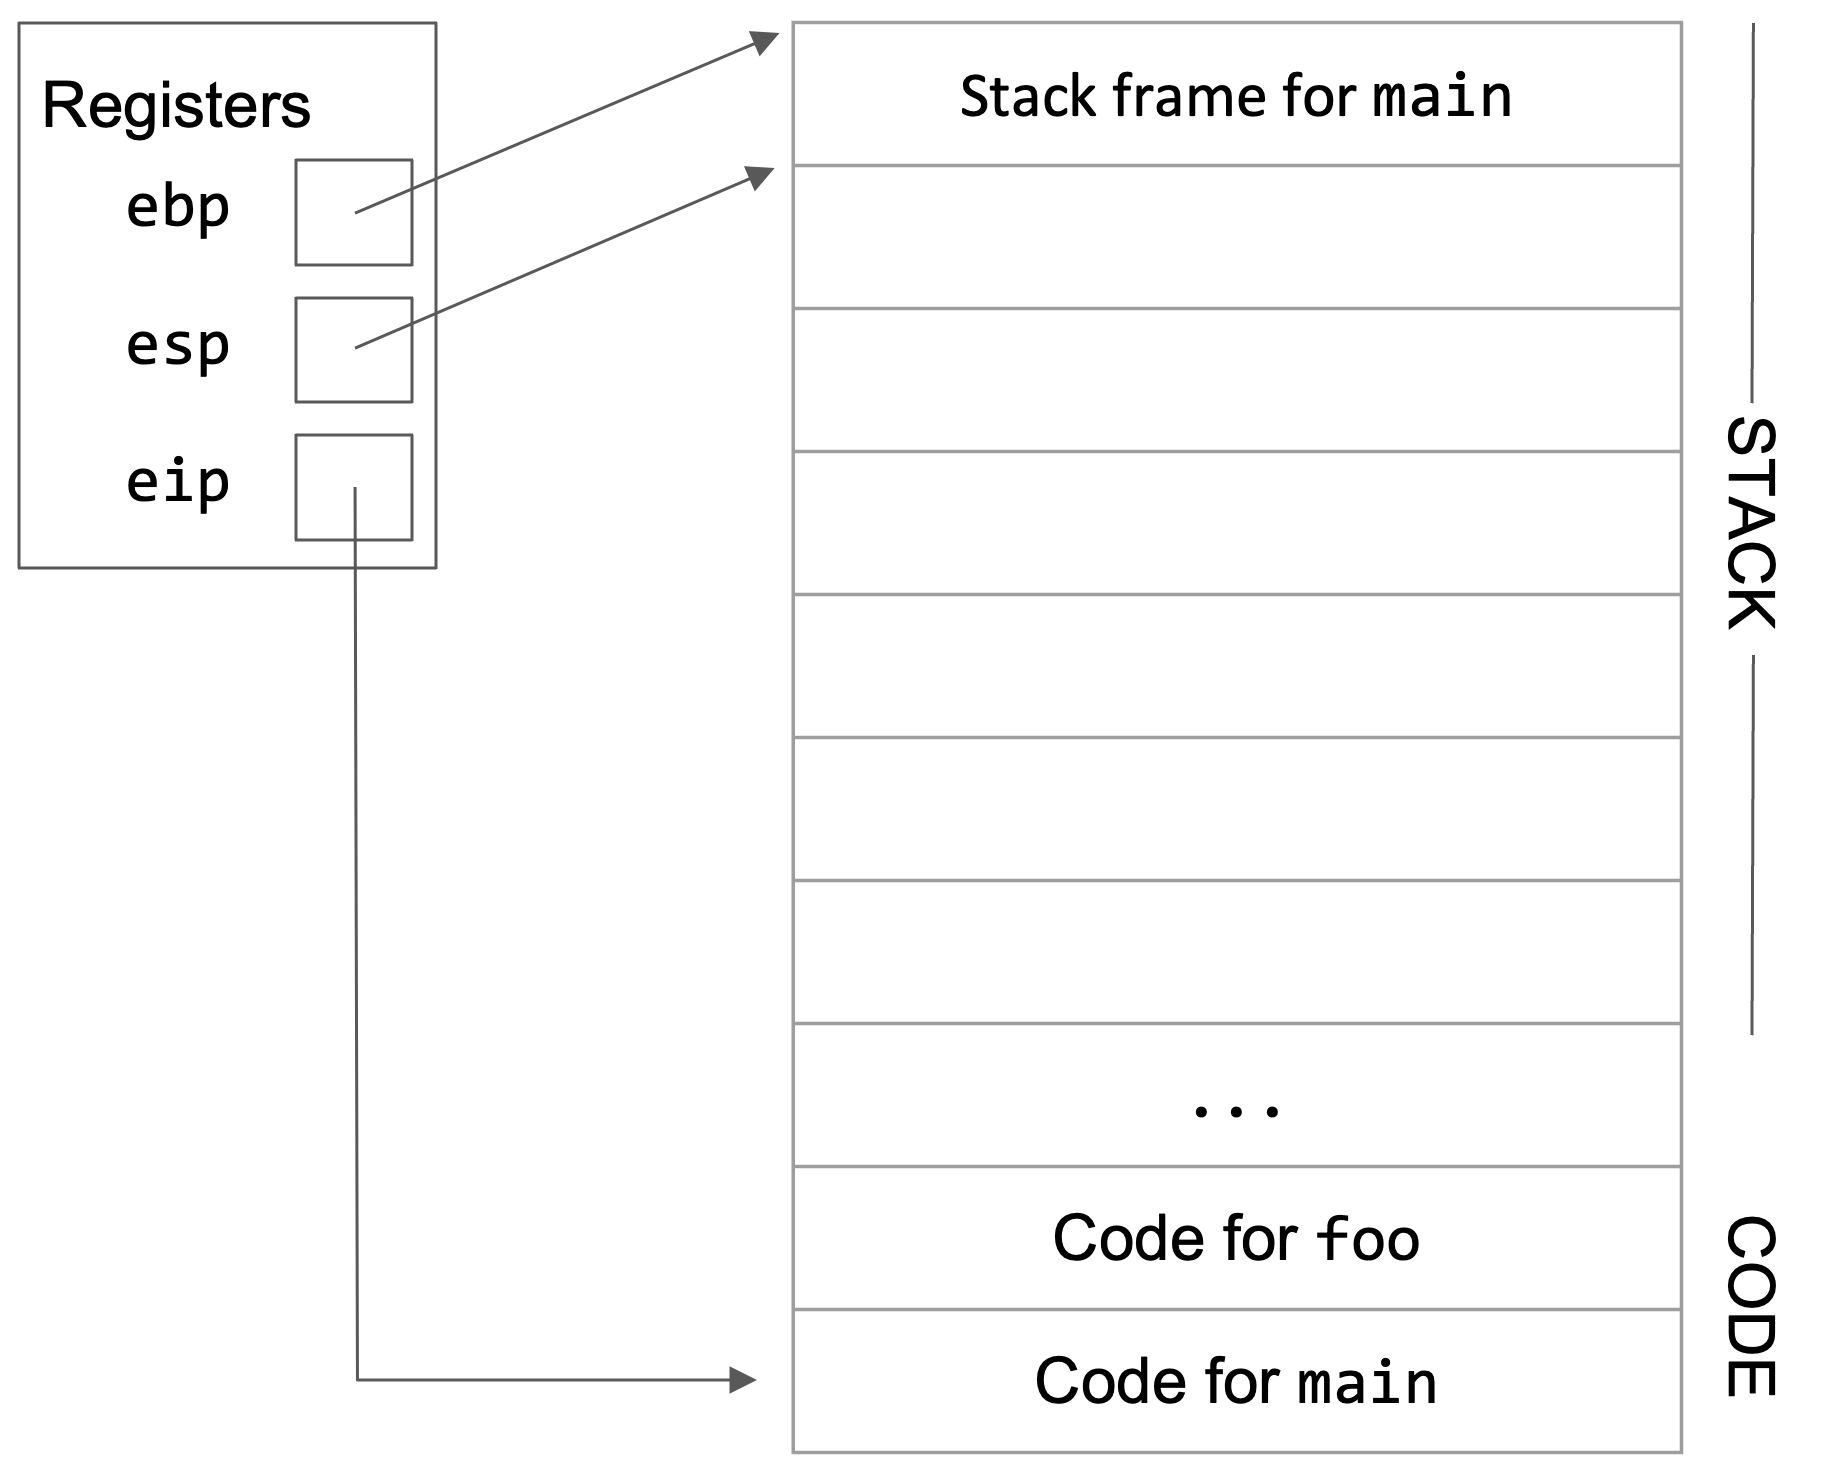 Registers
ebp
esp
eip
Stack frame for main
...
Code for foo
Code for main
STACK
CODE